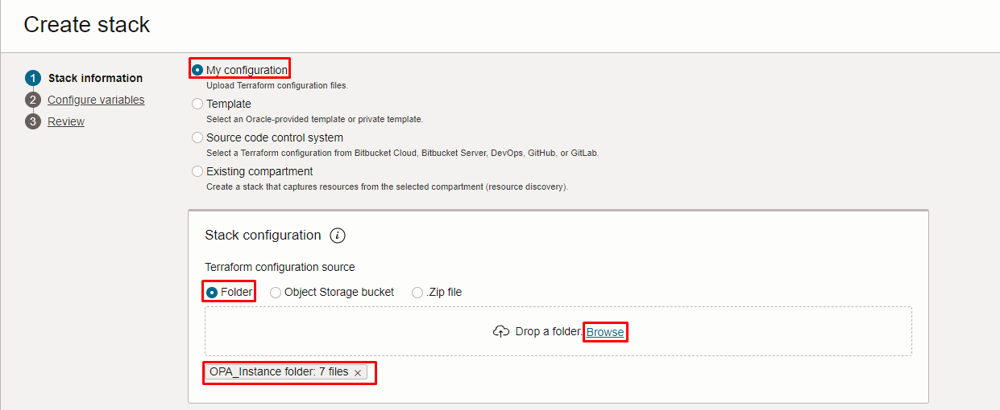 Create stack
1 Stack information
2 Configure variables
3 Review
My configuration
Upload Terraform configuration files.
Template
Select an Oracle-provided template or private template.
Source code control system
Select a Terraform configuration from Bitbucket Cloud, Bitbucket Server, DevOps, GitHub, or GitLab.
Existing compartment
Create a stack that captures resources from the selected compartment (resource discovery).
Stack configuration i
Terraform configuration source
Folder Object Storage bucket .Zip file
Drop a folder. Browse
OPA_Instance folder: 7 files ×